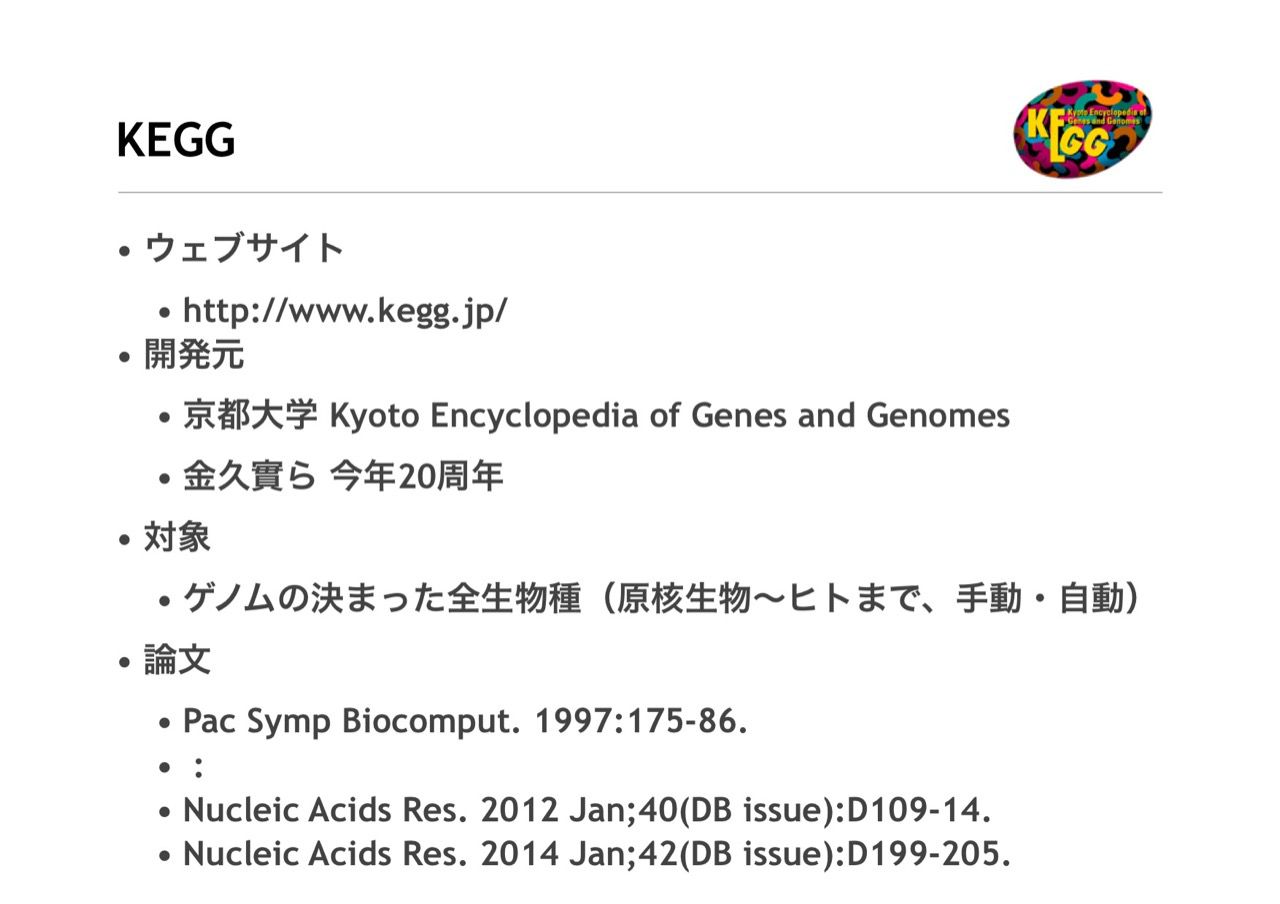 KEGG
Kyoto Encyclopedia of
Genes and Genomes
KEGG
• ウェブサイト
• http://www.kegg.jp/
• 開発元
• 京都大学 Kyoto Encyclopedia of Genes and Genomes
• 金久實ら 今年20周年
• 対象
• ゲノムの決まった全生物種（原核生物〜ヒトまで、手動・自動）
• 論文
• Pac Symp Biocomput. 1997:175-86.
• :
• Nucleic Acids Res. 2012 Jan;40(DB issue):D109-14.
• Nucleic Acids Res. 2014 Jan;42(DB issue):D199-205.